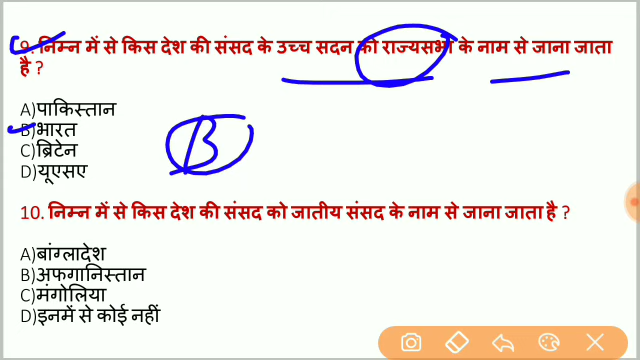 9. निम्न में से किस देश की संसद के उच्च सदन को राज्यसभा के नाम से जाना जाता
है ?
A)पाकिस्तान
B)भारत
C)ब्रिटेन
D)यूएसए
B
10. निम्न में से किस देश की संसद को जातीय संसद के नाम से जाना जाता है ?
A)बांग्लादेश
B)अफगानिस्तान
C)मंगोलिया
D)इनमें से कोई नहीं